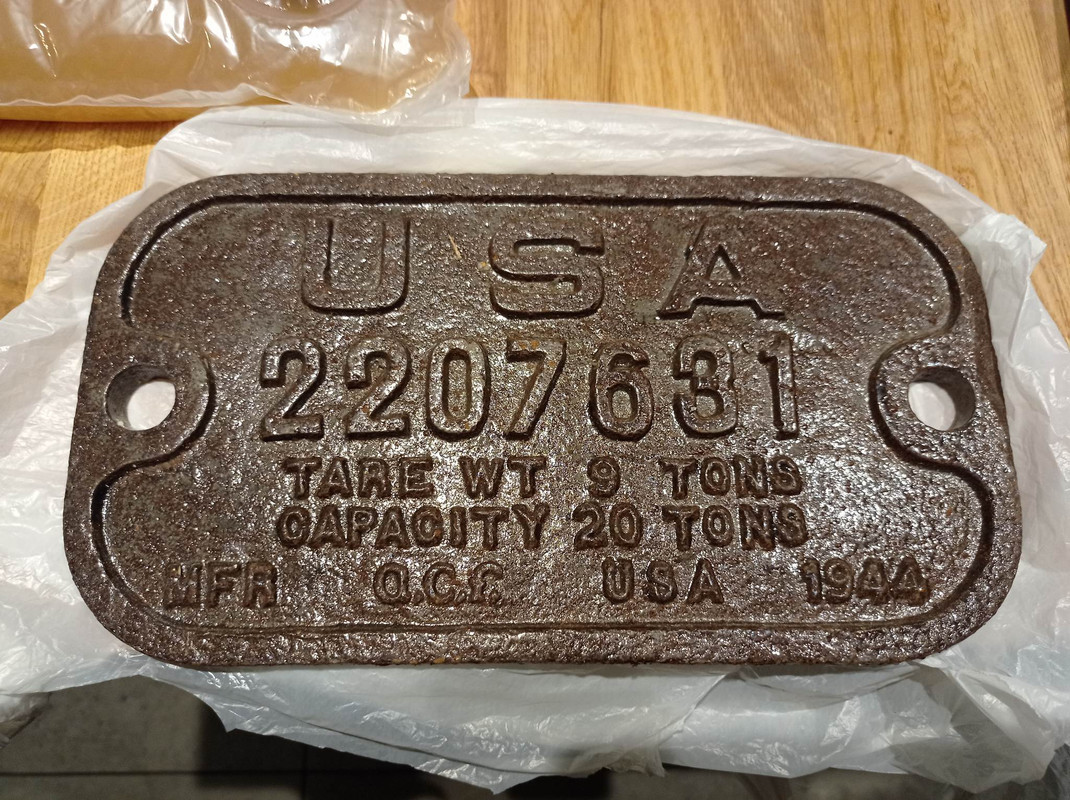 USA
2207631
TARE WT 9 TONS
CAPACITY 20 TONS
MFR Q.C.f. USA 1944